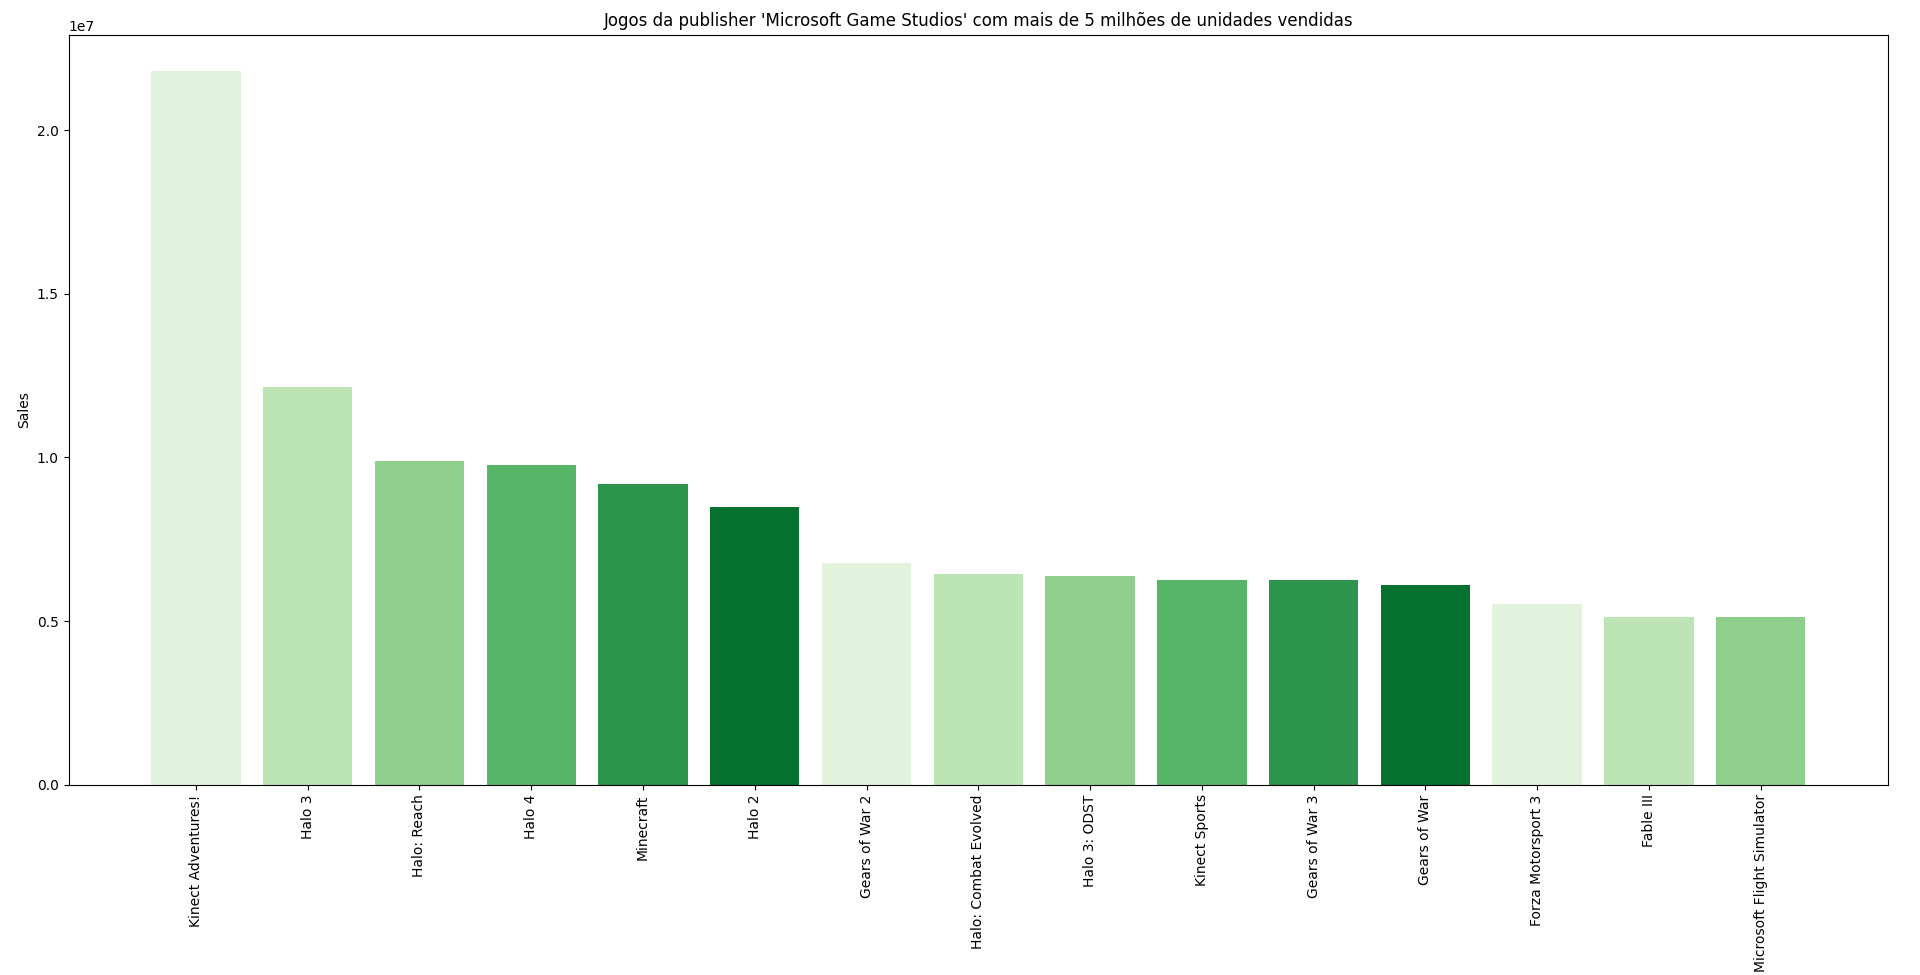 Jogos da publisher 'Microsoft Game Studios' com mais de 5 milhões de unidades vendidas
1e7
2.0
1.5
1.0
0.5
0.0
Sales
Kinect Adventures!
Halo 3
Halo: Reach
Halo 4
Minecraft
Halo 2
Gears of War 2
Halo: Combat Evolved
Halo 3: ODST
Kinect Sports
Gears of War 3
Gears of War
Forza Motorsport 3
Fable III
Microsoft Flight Simulator